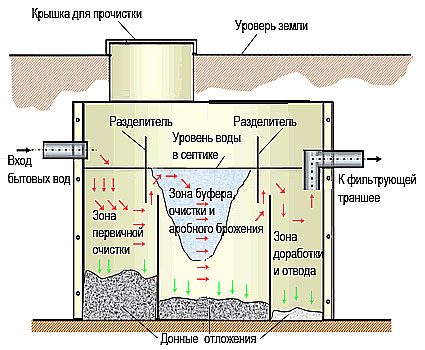 Крышка для прочистки
Уроверь земли
Разделитель
Разделитель
Уровень воды
в септике
Вход
бытовых вод
К фильтрующей
траншее
Зона буфера,
очистки и
аробного брожения
Зона
первичной
очистки
Зона
доработки
и отвода
Донные отложения